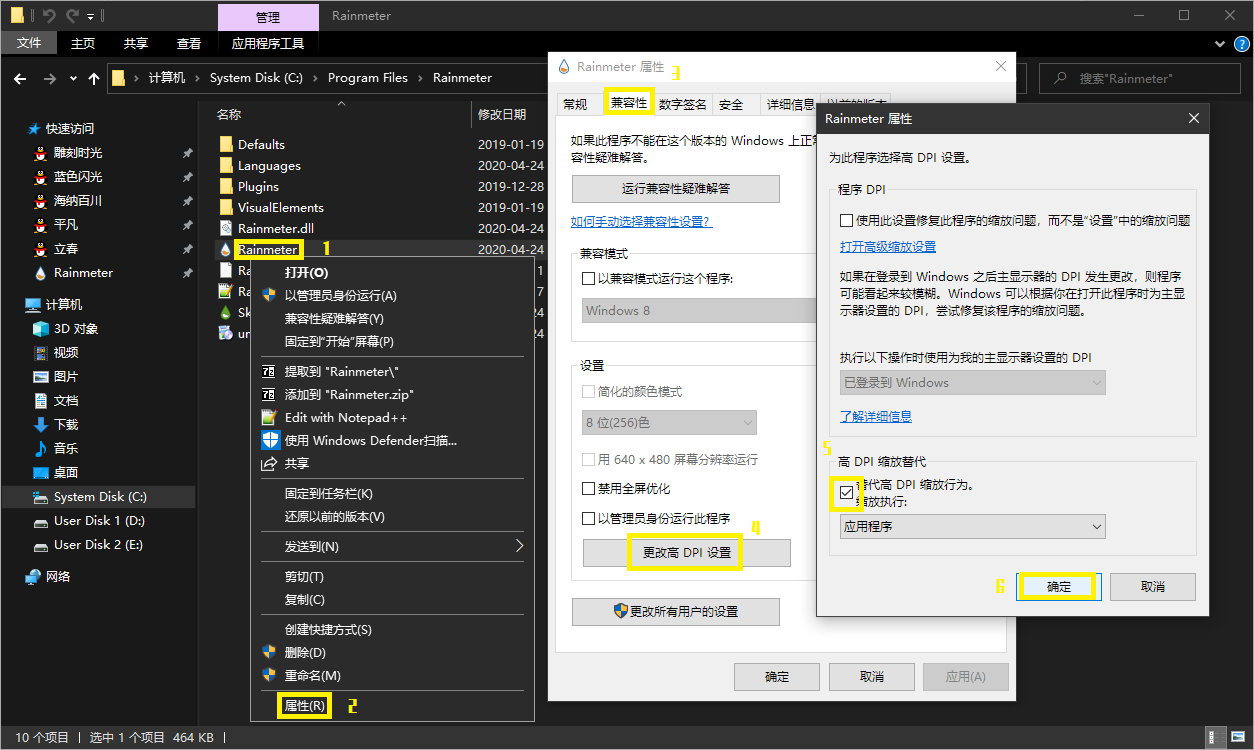 管理
Rainmeter
文件
主页
共享
查看
应用程序工具
计算机
System Disk (C:)
Program Files
Rainmeter
搜索"Rainmeter"
快速访问
雕刻时光
蓝色闪光
海纳百川
平凡
立春
Rainmeter
计算机
3D 对象
视频
图片
文档
下载
音乐
桌面
System Disk (C:)
User Disk 1 (D:)
User Disk 2 (E:)
网络
名称
修改日期
Defaults
2019-01-19
Languages
2020-04-24
Plugins
2019-12-28
VisualElements
2019-01-19
Rainmeter.dll
2020-04-24
Rainmeter
1
2020-04-24
Ra
1
Ra
7
Sk
24
un
24
打开(O)
以管理员身份运行(A)
兼容性疑难解答(Y)
固定到"开始"屏幕(P)
提取到 "Rainmeter\"
添加到 "Rainmeter.zip"
Edit with Notepad++
使用 Windows Defender扫描...
共享
固定到任务栏(K)
还原以前的版本(V)
发送到(N)
剪切(T)
复制(C)
创建快捷方式(S)
删除(D)
重命名(M)
属性(R)
2
Rainmeter 属性
3
常规
兼容性
数字签名
安全
详细信息
以前的版本
如果此程序不能在这个版本的 Windows 上正常
容性疑难解答。
运行兼容性疑难解答
如何手动选择兼容性设置?
兼容模式
以兼容模式运行这个程序:
Windows 8
设置
简化的颜色模式
8 位(256)色
用 640 x 480 屏幕分辨率运行
禁用全屏优化
以管理员身份运行此程序
4
更改高 DPI 设置
更改所有用户的设置
确定
取消
应用(A)
Rainmeter 属性
为此程序选择高 DPI 设置。
程序 DPI
使用此设置修复此程序的缩放问题，而不是"设置"中的缩放问题
打开高级缩放设置
如果在登录到 Windows 之后主显示器的 DPI 发生更改，则程序
可能看起来较模糊。Windows 可以根据你在打开此程序时为主显
示器设置的 DPI，尝试修复该程序的缩放问题。
执行以下操作时使用为我的主显示器设置的 DPI
已登录到 Windows
了解详细信息
5
高 DPI 缩放替代
替代高 DPI 缩放行为。
缩放执行:
应用程序
6
确定
取消
10 个项目
选中 1 个项目 464 KB